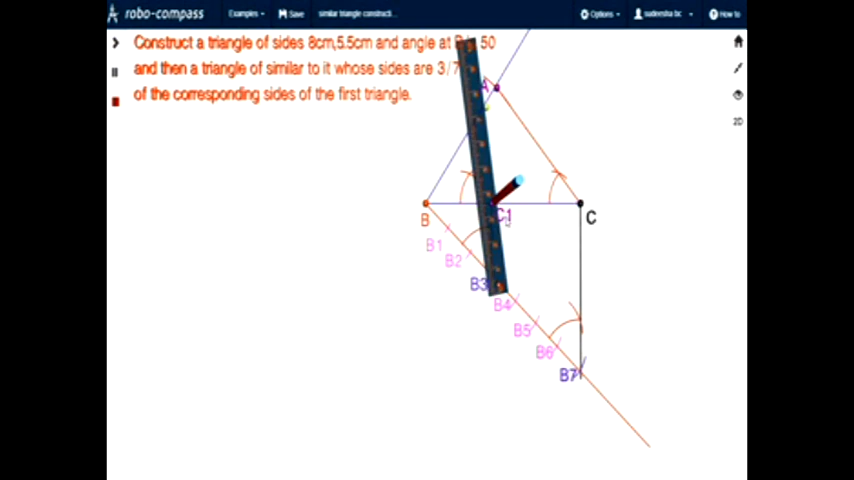 robo-compass Examples Save similar triangle constructi... Options sudeesha bc How to
Construct a triangle of sides 8cm,5.5cm and angle at 50
and then a triangle of similar to it whose sides are 3/7
of the corresponding sides of the first triangle.
2D
A
B
C1
C
B1
B2
B3
B4
B5
B6
B7